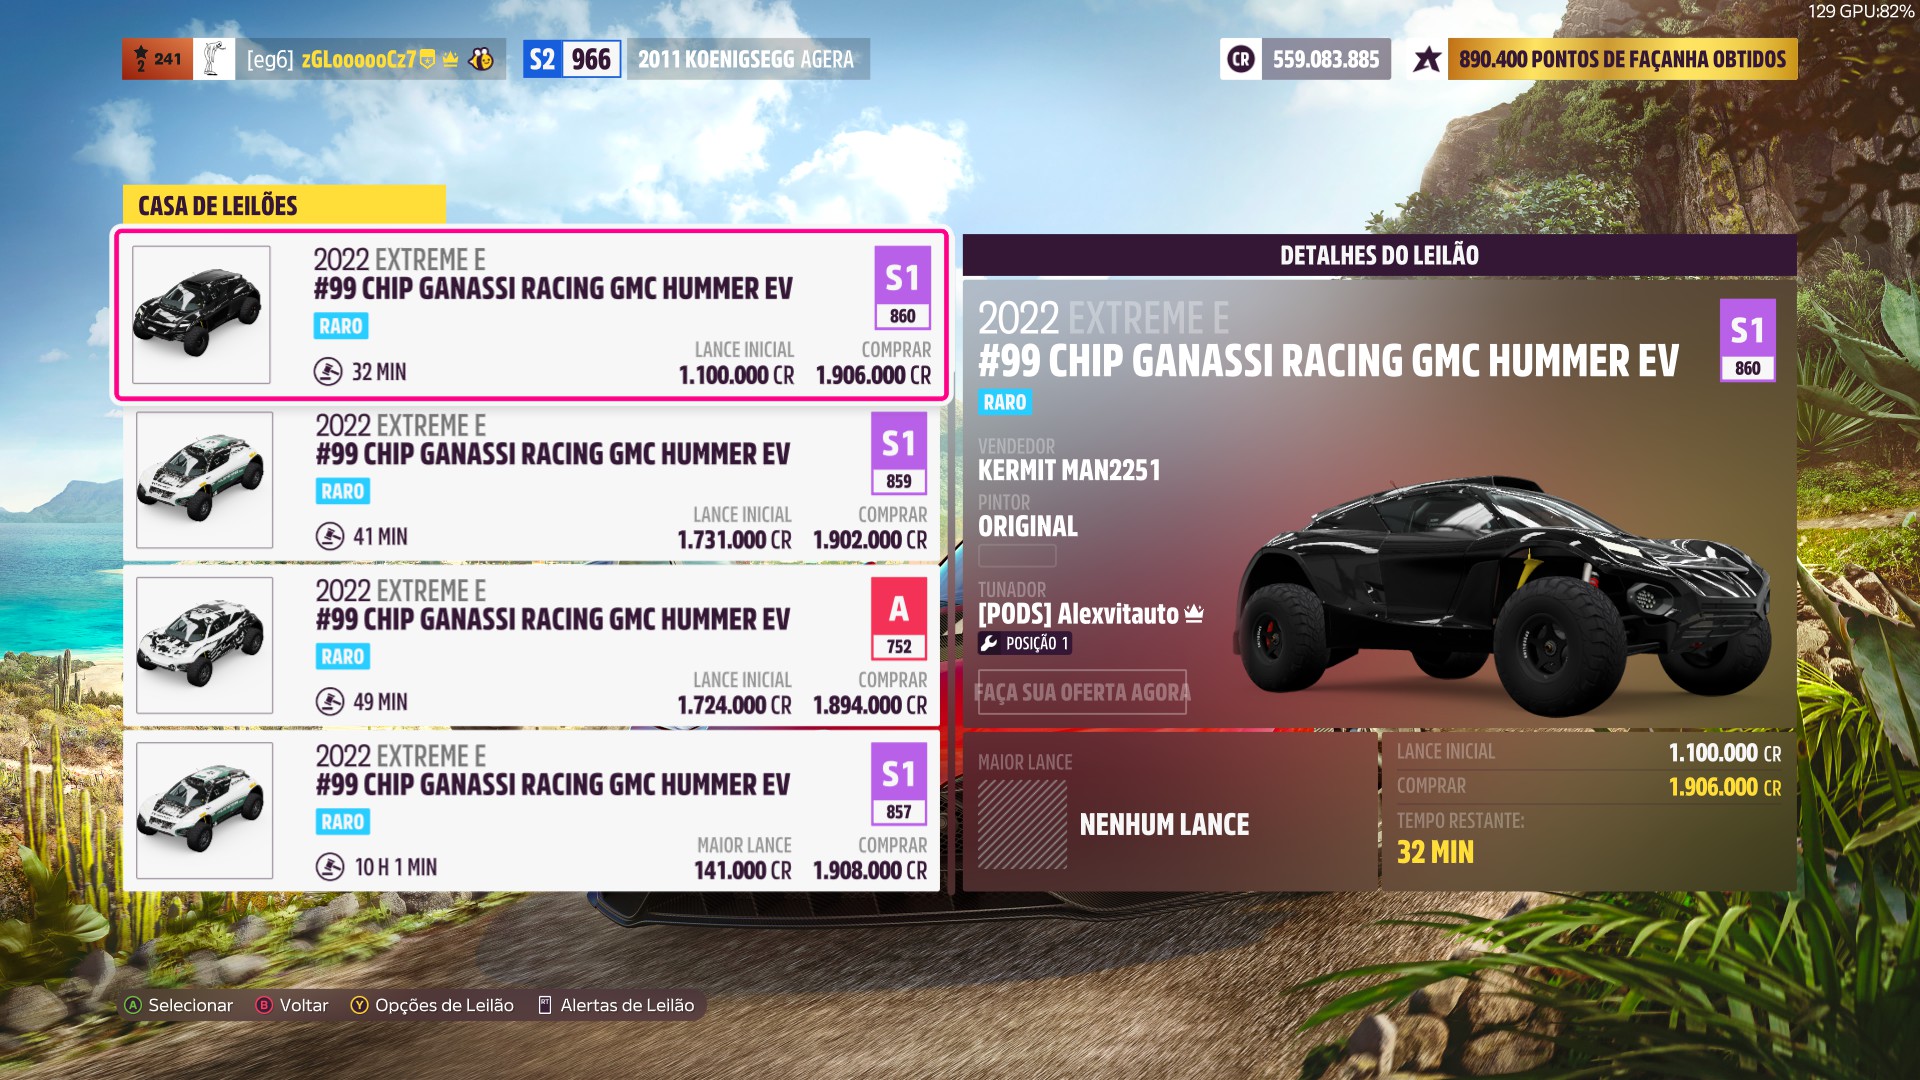 129 GPU:82%
2 241
[eg6] zGLoooooCz7
S2 966
2011 KOENIGSEGG AGERA
CR 559.083.885
890.400 PONTOS DE FAÇANHA OBTIDOS
CASA DE LEILÕES
2022 EXTREME E
#99 CHIP GANASSI RACING GMC HUMMER EV
RARO
S1
860
32 MIN
LANCE INICIAL
1.100.000 CR
COMPRAR
1.906.000 CR
2022 EXTREME E
#99 CHIP GANASSI RACING GMC HUMMER EV
RARO
S1
859
41 MIN
LANCE INICIAL
1.731.000 CR
COMPRAR
1.902.000 CR
2022 EXTREME E
#99 CHIP GANASSI RACING GMC HUMMER EV
RARO
A
752
49 MIN
LANCE INICIAL
1.724.000 CR
COMPRAR
1.894.000 CR
2022 EXTREME E
#99 CHIP GANASSI RACING GMC HUMMER EV
RARO
S1
857
10 H 1 MIN
MAIOR LANCE
141.000 CR
COMPRAR
1.908.000 CR
DETALHES DO LEILÃO
2022 EXTREME E
#99 CHIP GANASSI RACING GMC HUMMER EV
RARO
S1
860
VENDEDOR
KERMIT MAN2251
PINTOR
ORIGINAL
TUNADOR
[PODS] Alexvitauto
POSIÇÃO 1
FAÇA SUA OFERTA AGORA
MAIOR LANCE
NENHUM LANCE
LANCE INICIAL 1.100.000 CR
COMPRAR 1.906.000 CR
TEMPO RESTANTE:
32 MIN
A Selecionar B Voltar Y Opções de Leilão RT Alertas de Leilão